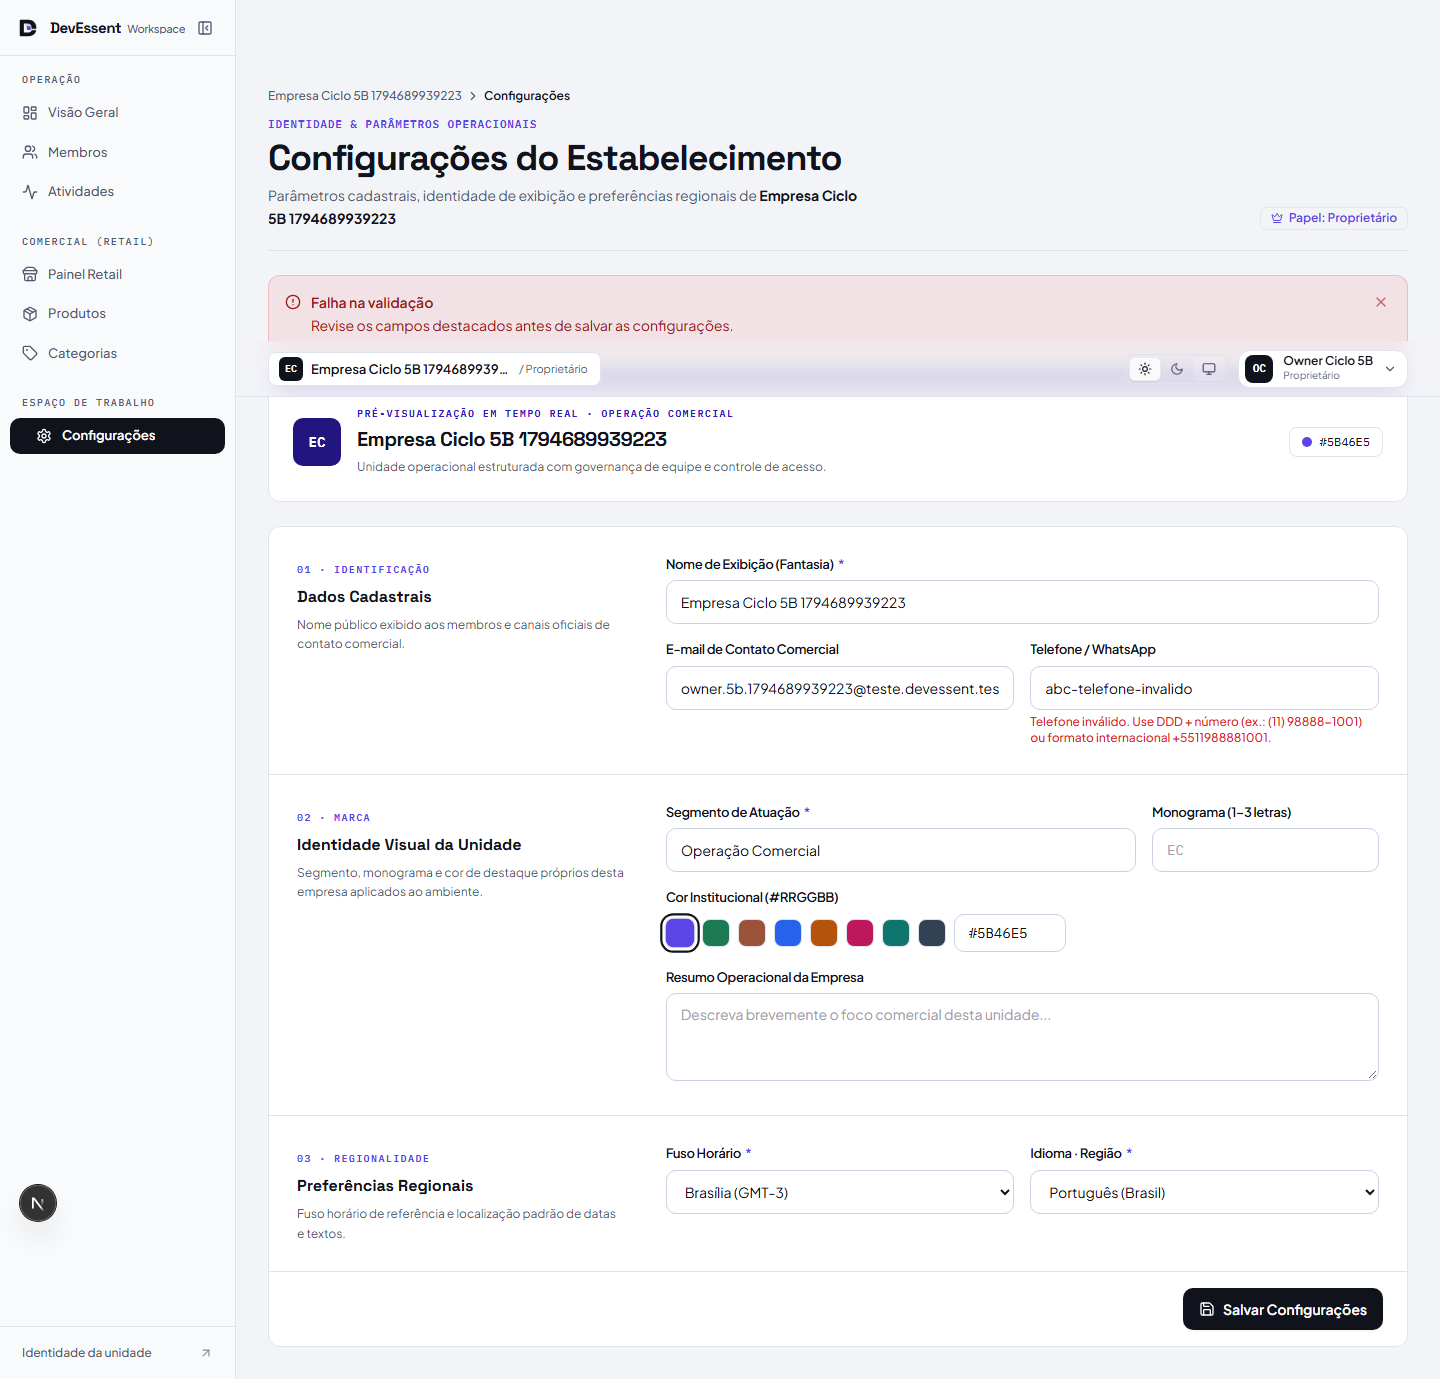 DevEssent Workspace
OPERAÇÃO
Visão Geral
Membros
Atividades
COMERCIAL (RETAIL)
Painel Retail
Produtos
Categorias
ESPAÇO DE TRABALHO
Configurações
N
Identidade da unidade
Empresa Ciclo 5B 1794689939223 > Configurações
IDENTIDADE & PARÂMETROS OPERACIONAIS
Configurações do Estabelecimento
Parâmetros cadastrais, identidade de exibição e preferências regionais de Empresa Ciclo
5B 1794689939223
Papel: Proprietário
Falha na validação
Revise os campos destacados antes de salvar as configurações.
EC Empresa Ciclo 5B 1794689939... / Proprietário
OC Owner Ciclo 5B
Proprietário
PRÉ-VISUALIZAÇÃO EM TEMPO REAL · OPERAÇÃO COMERCIAL
EC Empresa Ciclo 5B 1794689939223
#5B46E5
Unidade operacional estruturada com governança de equipe e controle de acesso.
01 · IDENTIFICAÇÃO
Dados Cadastrais
Nome público exibido aos membros e canais oficiais de
contato comercial.
Nome de Exibição (Fantasia) *
Empresa Ciclo 5B 1794689939223
E-mail de Contato Comercial
owner.5b.1794689939223@teste.devessent.tes
Telefone / WhatsApp
abc-telefone-invalido
Telefone inválido. Use DDD + número (ex.: (11) 98888-1001)
ou formato internacional +5511988881001.
02 · MARCA
Identidade Visual da Unidade
Segmento, monograma e cor de destaque próprios desta
empresa aplicados ao ambiente.
Segmento de Atuação *
Operação Comercial
Monograma (1-3 letras)
EC
Cor Institucional (#RRGGBB)
#5B46E5
Resumo Operacional da Empresa
Descreva brevemente o foco comercial desta unidade...
03 · REGIONALIDADE
Preferências Regionais
Fuso horário de referência e localização padrão de datas
e textos.
Fuso Horário *
Brasília (GMT-3)
Idioma · Região *
Português (Brasil)
Salvar Configurações